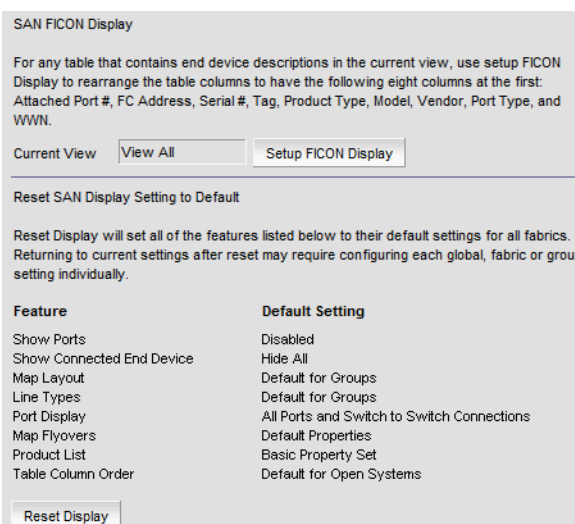 SAN FICON Display
For any table that contains end device descriptions in the current view, use setup FICON
Display to rearrange the table columns to have the following eight columns at the first:
Attached Port #, FC Address, Serial #, Tag, Product Type, Model, Vendor, Port Type, and
WWN.
Current View View All Setup FICON Display
Reset SAN Display Setting to Default
Reset Display will set all of the features listed below to their default settings for all fabrics.
Returning to current settings after reset may require configuring each global, fabric or grou
setting individually.
Feature Default Setting
Show Ports Disabled
Show Connected End Device Hide All
Map Layout Default for Groups
Line Types Default for Groups
Port Display All Ports and Switch to Switch Connections
Map Flyovers Default Properties
Product List Basic Property Set
Table Column Order Default for Open Systems
Reset Display